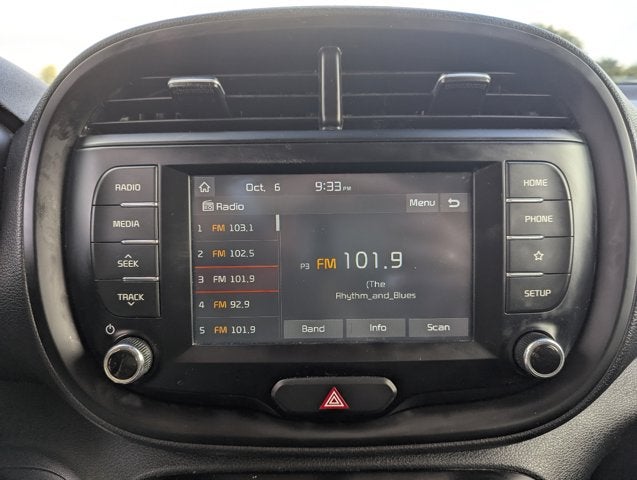 RADIO
MEDIA
SEEK
TRACK
Oct. 6 9:33 PM
Radio Menu
1 FM 103.1
2 FM 102.5
3 FM 101.9
4 FM 92.9
5 FM 101.9
P3 FM 101.9
(The
Rhythm_and_Blues
Band Info Scan
HOME
PHONE
SETUP